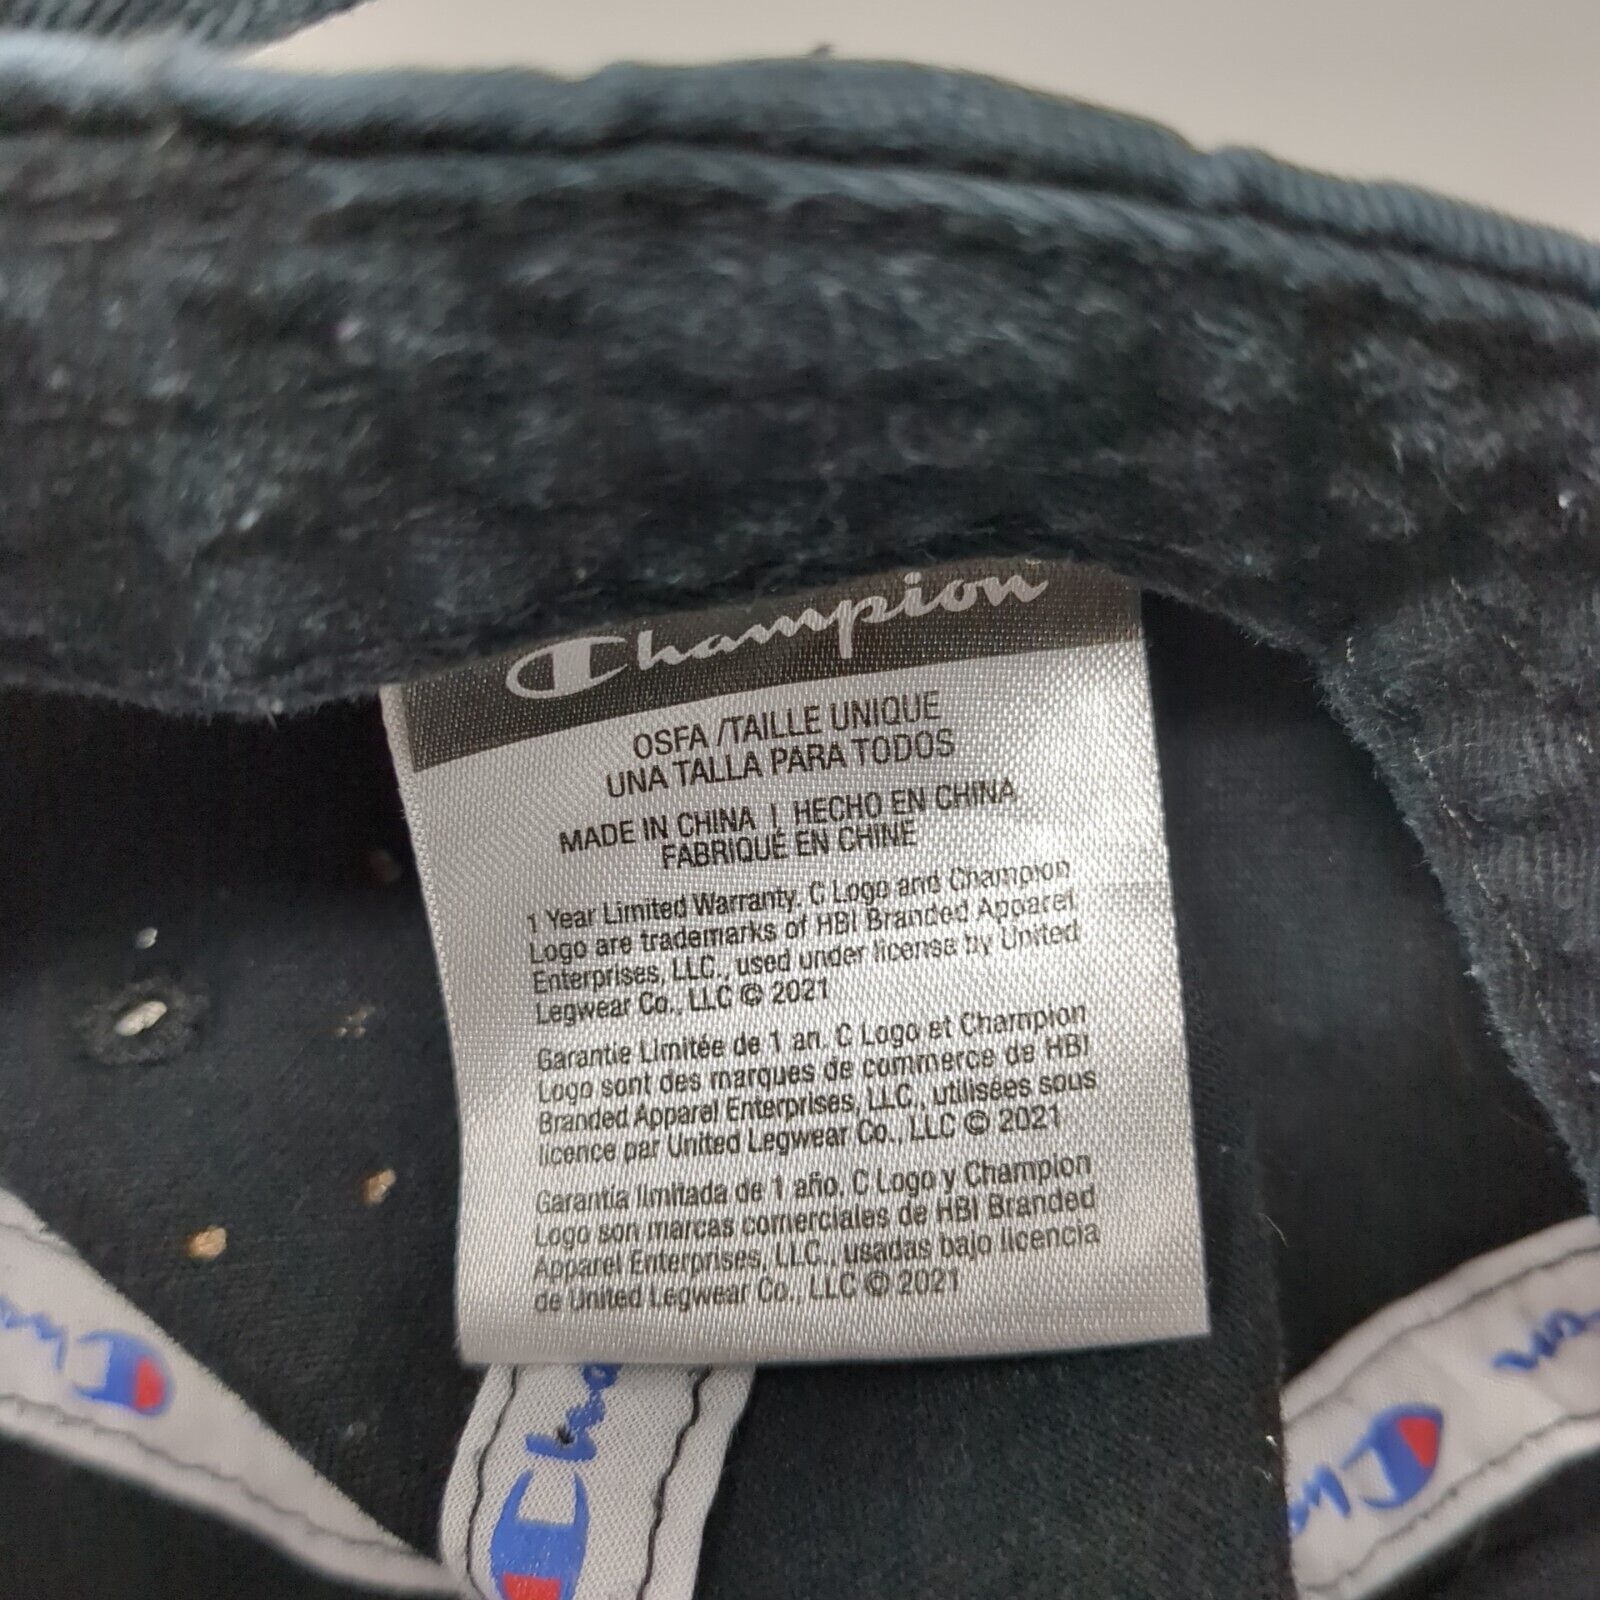 Champion
OSFA /TAILLE UNIQUE
UNA TALLA PARA TODOS
MADE IN CHINA | HECHO EN CHINA
FABRIQUÉ EN CHINE
1 Year Limited Warranty. C Logo and Champion
Logo are trademarks of HBI Branded Apparel
Enterprises, LLC., used under license by United
Legwear Co., LLC © 2021
Garantie Limitée de 1 an. C Logo et Champion
Logo sont des marques de commerce de HBI
Branded Apparel Enterprises, LLC., utilisées sous
licence par United Legwear Co., LLC © 2021
Garantía limitada de 1 año. C Logo y Champion
Logo son marcas comerciales de HBI Branded
Apparel Enterprises, LLC., usadas bajo licencia
de United Legwear Co., LLC © 2021